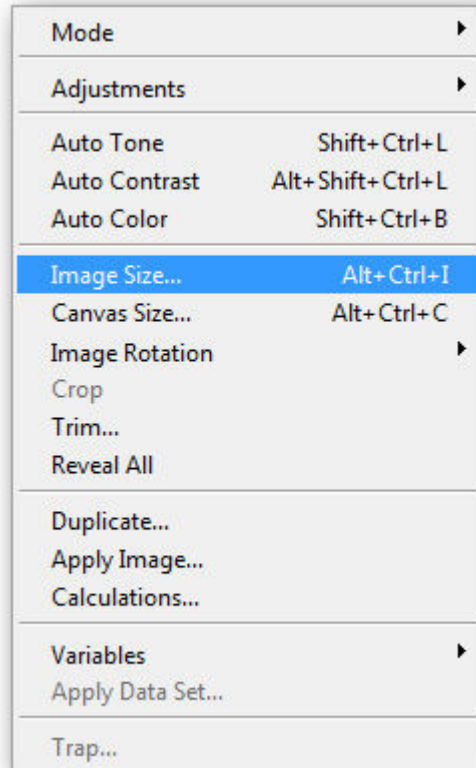 Mode
Adjustments
Auto Tone Shift+Ctrl+L
Auto Contrast Alt+Shift+Ctrl+L
Auto Color Shift+Ctrl+B
Image Size... Alt+Ctrl+I
Canvas Size... Alt+Ctrl+C
Image Rotation
Crop
Trim...
Reveal All
Duplicate...
Apply Image...
Calculations...
Variables
Apply Data Set...
Trap...